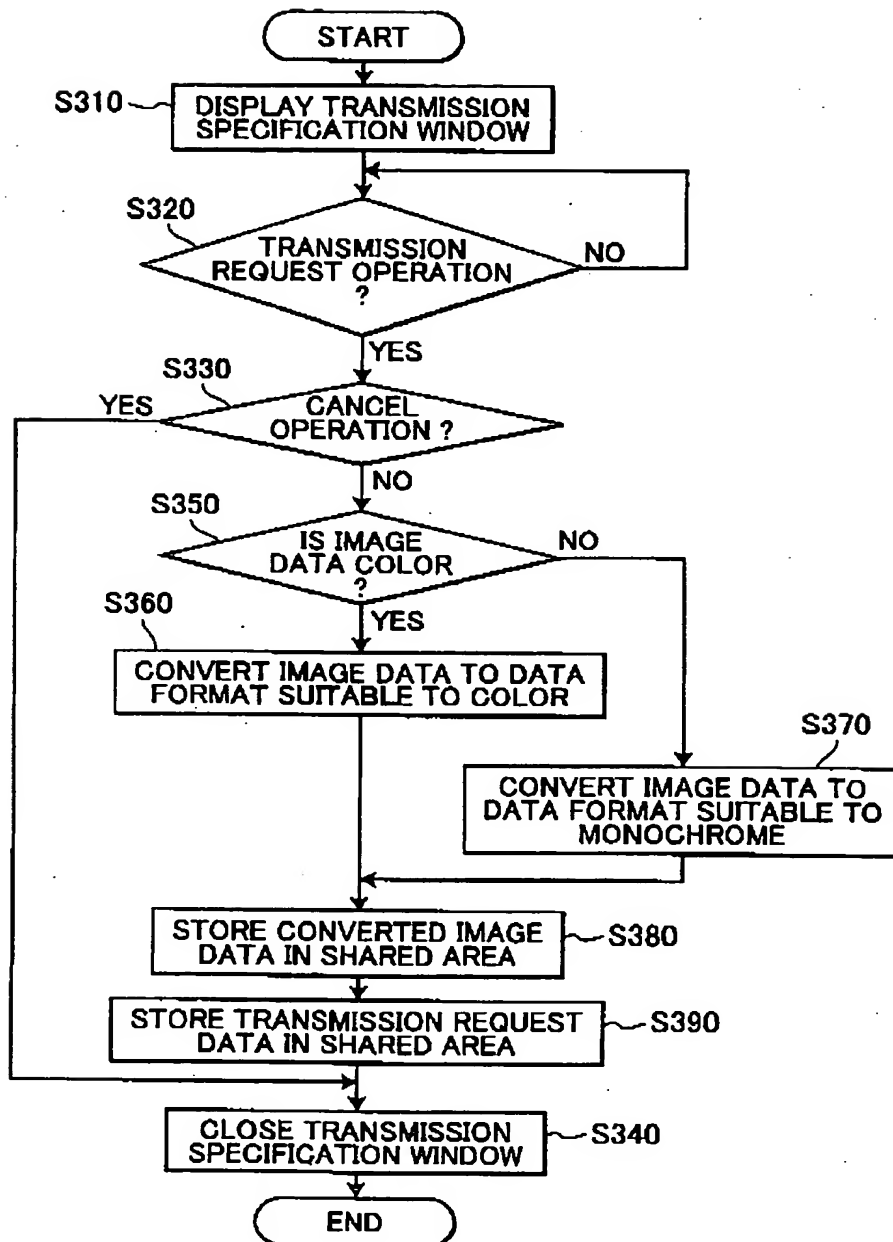 START
S310
DISPLAY TRANSMISSION
SPECIFICATION WINDOW
S320
TRANSMISSION
REQUEST OPERATION
?
NO
YES
S330
YES
CANCEL
OPERATION ?
NO
S350
IS IMAGE
DATA COLOR
?
NO
YES
S360
CONVERT IMAGE DATA TO DATA
FORMAT SUITABLE TO COLOR
S370
CONVERT IMAGE DATA TO
DATA FORMAT SUITABLE TO
MONOCHROME
STORE CONVERTED IMAGE
DATA IN SHARED AREA
S380
STORE TRANSMISSION REQUEST
DATA IN SHARED AREA
S390
CLOSE TRANSMISSION
SPECIFICATION WINDOW
S340
END